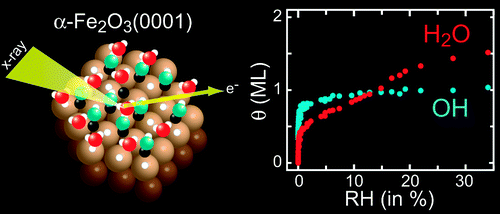 α-Fe₂O₃(0001)
x-ray
e⁻
θ (ML)
2
1
0
H₂O
OH
0 10 20 30
RH (in %)